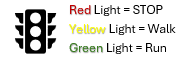 Red Light = STOP
Yellow Light = Walk
Green Light = Run